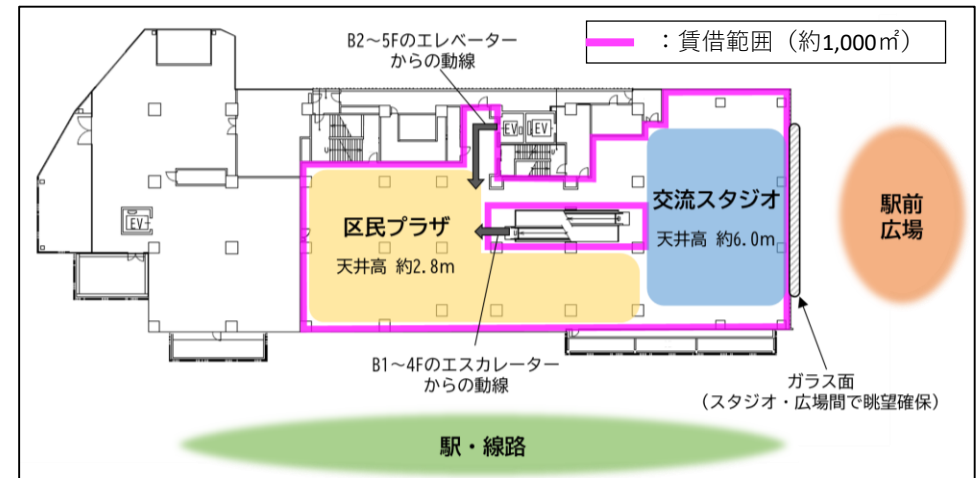 B2～5Fのエレベーター
からの動線
：賃借範囲（約1,000㎡）
EV
EV
EV
区民プラザ
天井高 約2.8m
交流スタジオ
天井高 約6.0m
駅前
広場
B1～4Fのエスカレーター
からの動線
ガラス面
（スタジオ・広場間で眺望確保）
駅・線路